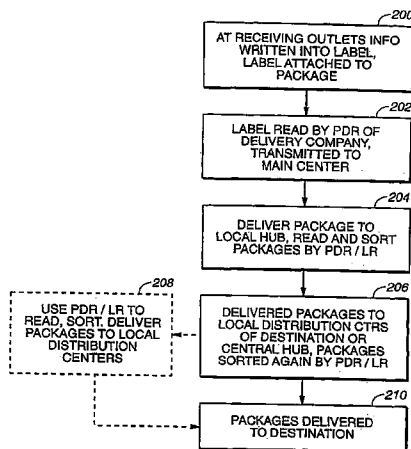 200
AT RECEIVING OUTLETS INFO
WRITTEN INTO LABEL,
LABEL ATTACHED TO
PACKAGE
202
LABEL READ BY PDR OF
DELIVERY COMPANY,
TRANSMITTED TO
MAIN CENTER
204
DELIVER PACKAGE TO
LOCAL HUB, READ AND SORT
PACKAGES BY PDR / LR
206
DELIVERED PACKAGES TO
LOCAL DISTRIBUTION CTRS
OF DESTINATION OR
CENTRAL HUB, PACKAGES
SORTED AGAIN BY PDR / LR
208
USE PDR / LR TO
READ, SORT. DELIVER
PACKAGES TO LOCAL
DISTRIBUTION
CENTERS
210
PACKAGES DELIVERED
TO DESTINATION